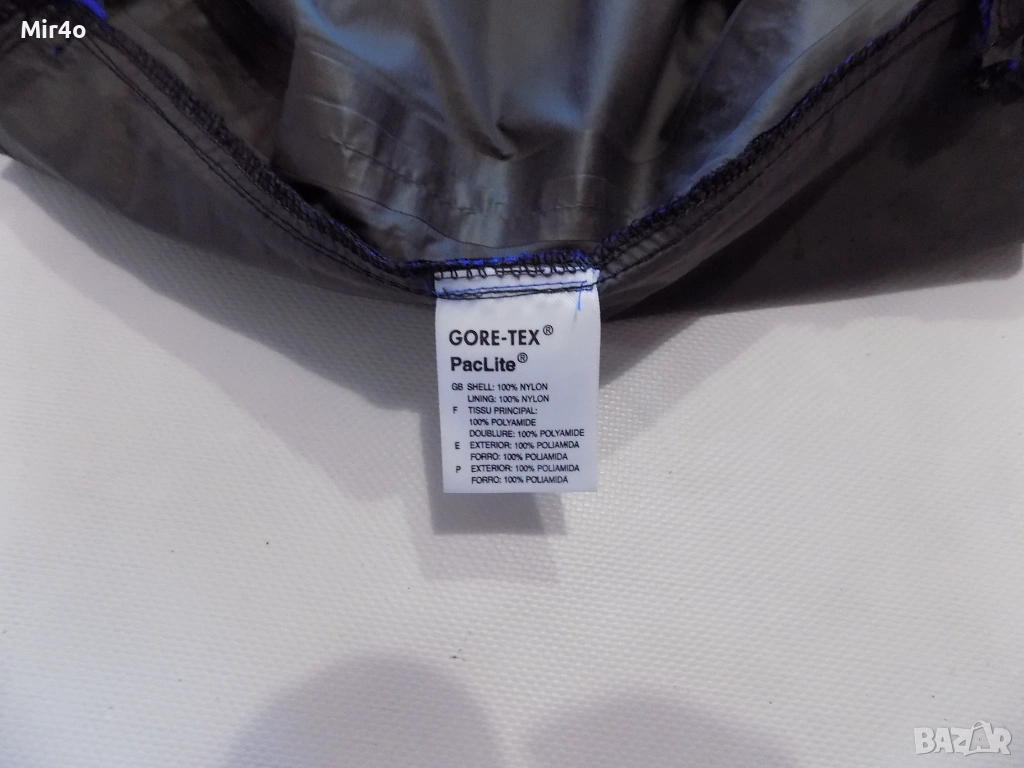 Mir4o
GORE-TEX®
PacLite®
GB SHELL: 100% NYLON
LINING: 100% NYLON
F TISSU PRINCIPAL:
100% POLYAMIDE
DOUBLURE: 100% POLYAMIDE
E EXTERIOR: 100% POLIAMIDA
FORRO: 100% POLIAMIDA
P EXTERIOR: 100% POLIAMIDA
FORRO: 100% POLIAMIDA
BAZAR